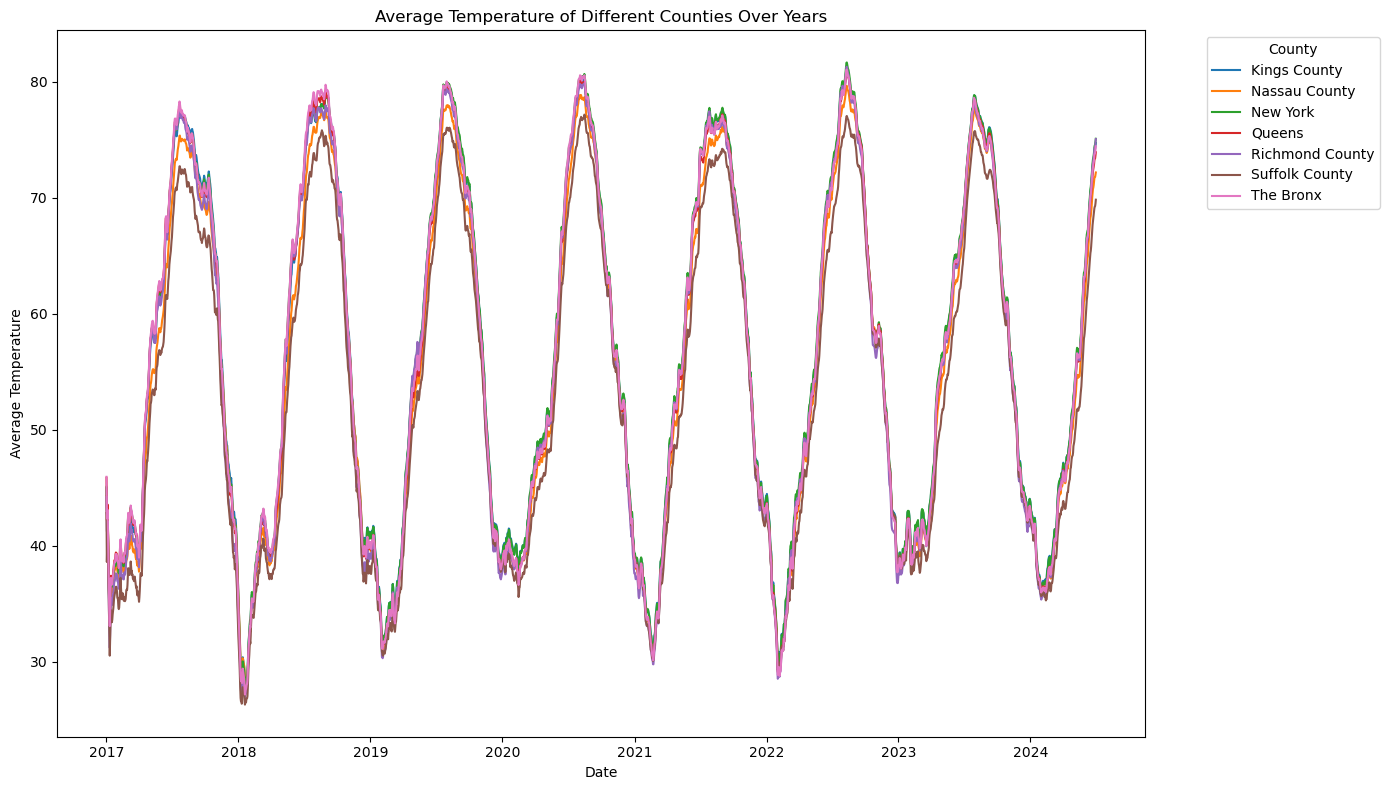 Average Temperature of Different Counties Over Years
County
Kings County
Nassau County
New York
Queens
Richmond County
Suffolk County
The Bronx
Average Temperature
80
70
60
50
40
30
2017 2018 2019 2020 2021 2022 2023 2024
Date